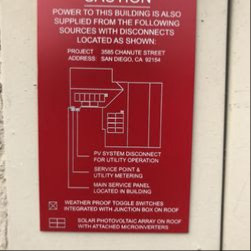 CAUTION
POWER TO THIS BUILDING IS ALSO
SUPPLIED FROM THE FOLLOWING
SOURCES WITH DISCONNECTS
LOCATED AS SHOWN:
PROJECT 3585 CHANUTE STREET
ADDRESS: SAN DIEGO, CA 92154
PV SYSTEM DISCONNECT
FOR UTILITY OPERATION
SERVICE POINT &
UTILITY METERING
MAIN SERVICE PANEL
LOCATED IN BUILDING
WEATHER PROOF TOGGLE SWITCHES
INTEGRATED WITH JUNCTION BOX ON ROOF
SOLAR PHOTOVOLTAIC ARRAY ON ROOF
WITH ATTACHED MICROINVERTERS